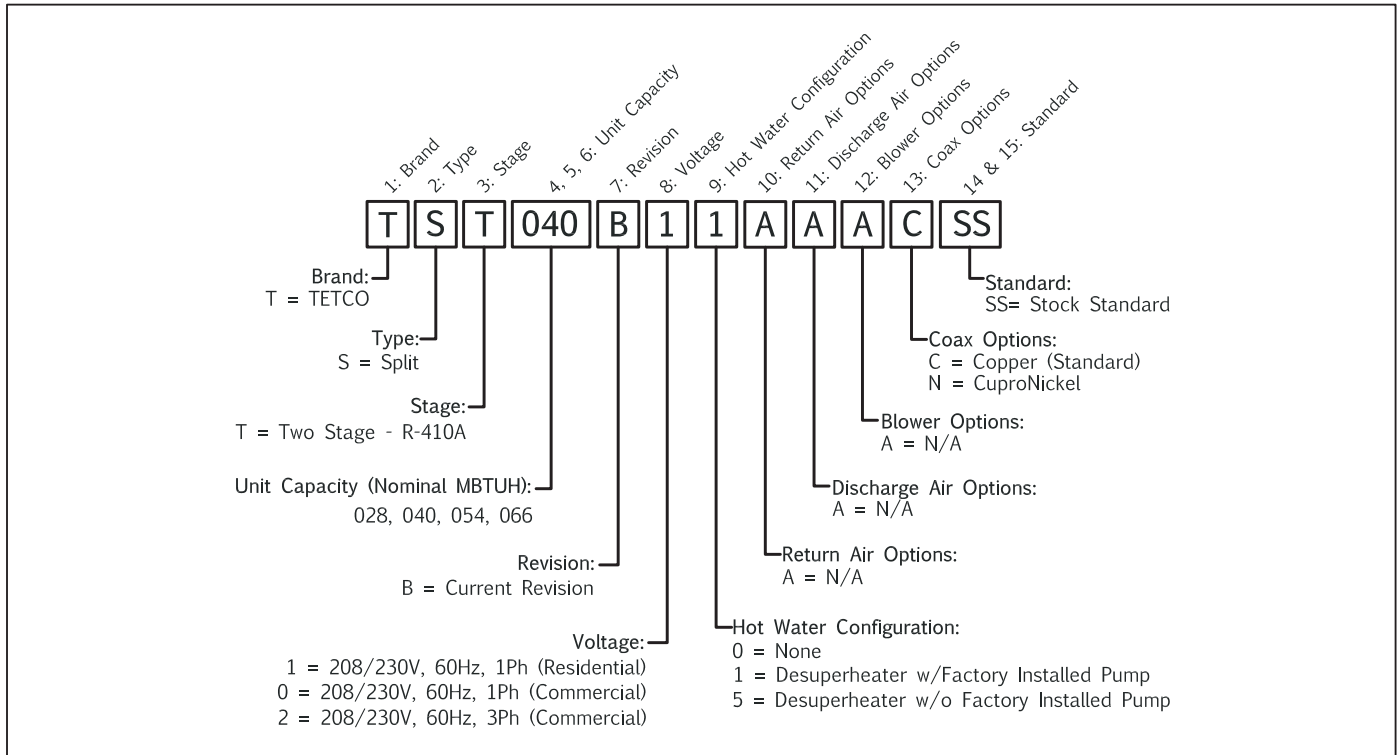 1: Brand
2: Type
3: Stage
4, 5, 6: Unit Capacity
7: Revision
8: Voltage
9: Hot Water Configuration
10: Return Air Options
11: Discharge Air Options
12: Blower Options
13: Coax Options
14 & 15: Standard
T S T 040 B 1 1 A A A C SS
Brand:
T = TETCO
Type:
S = Split
Stage:
T = Two Stage - R-410A
Unit Capacity (Nominal MBTUH):
028, 040, 054, 066
Revision:
B = Current Revision
Voltage:
1 = 208/230V, 60Hz, 1Ph (Residential)
0 = 208/230V, 60Hz, 1Ph (Commercial)
2 = 208/230V, 60Hz, 3Ph (Commercial)
Standard:
SS= Stock Standard
Coax Options:
C = Copper (Standard)
N = CuproNickel
Blower Options:
A = N/A
Discharge Air Options:
A = N/A
Return Air Options:
A = N/A
Hot Water Configuration:
0 = None
1 = Desuperheater w/Factory Installed Pump
5 = Desuperheater w/o Factory Installed Pump